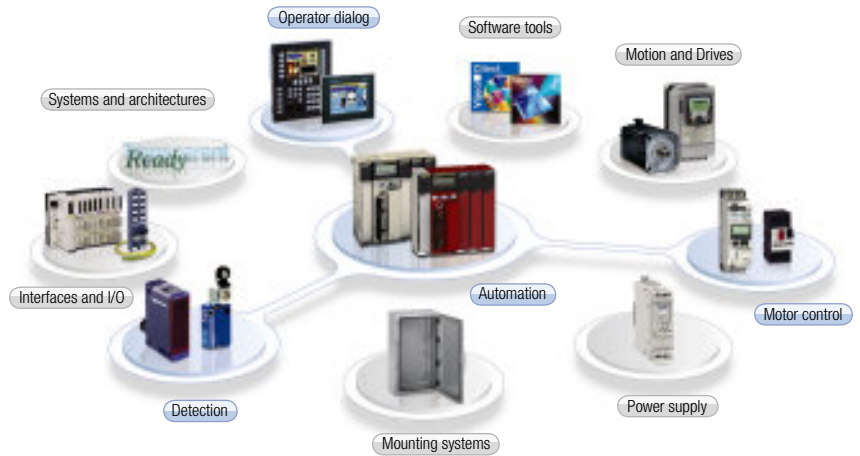 Operator dialog
Software tools
Motion and Drives
Systems and architectures
Ready
Interfaces and I/O
Automation
Motor control
Detection
Power supply
Mounting systems